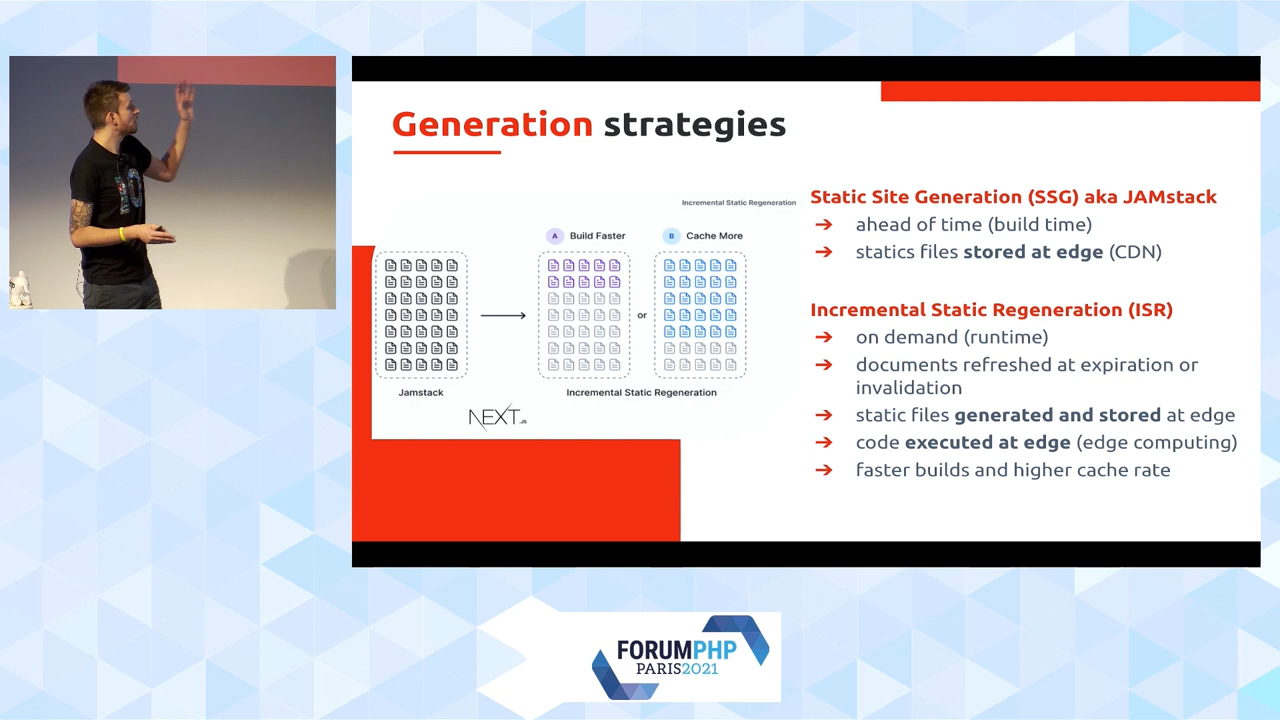 Generation strategies
Incremental Static Regeneration
A Build Faster
B Cache More
or
Jamstack
Incremental Static Regeneration
NEXT.JS
Static Site Generation (SSG) aka JAMstack
➔ ahead of time (build time)
➔ statics files stored at edge (CDN)
Incremental Static Regeneration (ISR)
➔ on demand (runtime)
➔ documents refreshed at expiration or
invalidation
➔ static files generated and stored at edge
➔ code executed at edge (edge computing)
➔ faster builds and higher cache rate
FORUMPHP
PARIS2021